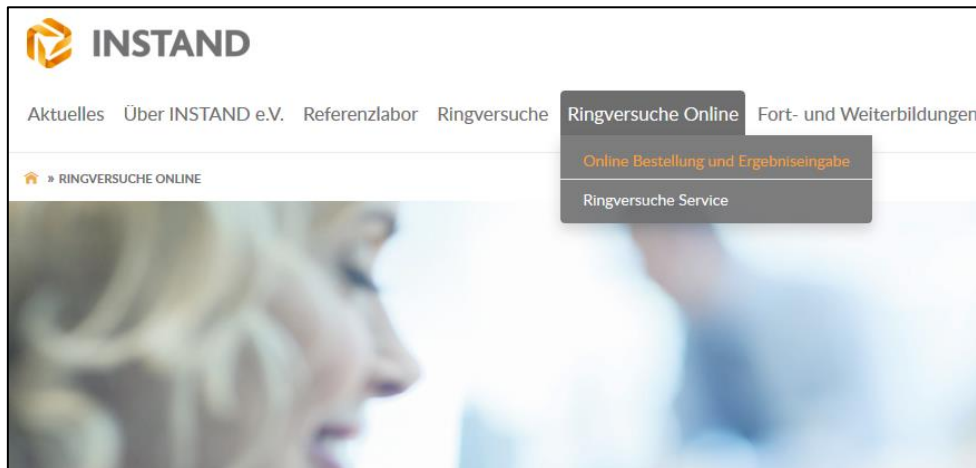 INSTAND
Aktuelles Über INSTAND e.V. Referenzlabor Ringversuche Ringversuche Online Fort- und Weiterbildungen
Online Bestellung und Ergebniseingabe
» RINGVERSUCHE ONLINE
Ringversuche Service